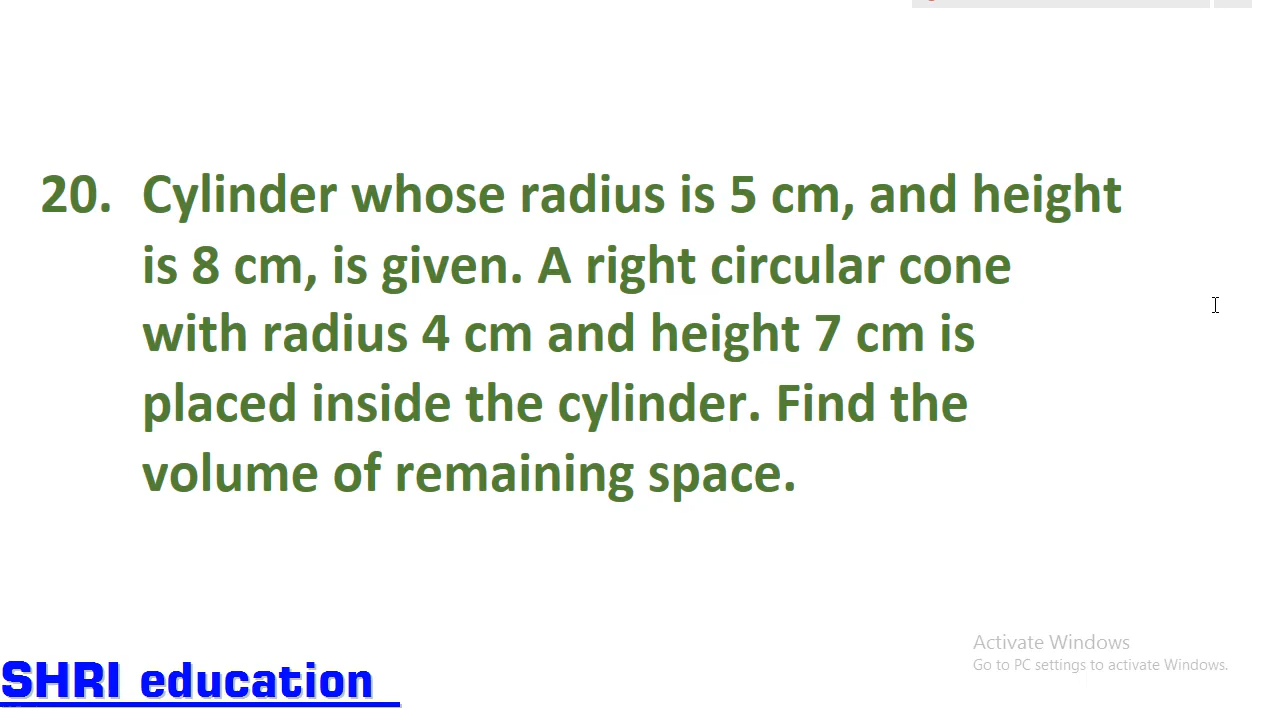 20. Cylinder whose radius is 5 cm, and height
is 8 cm, is given. A right circular cone
with radius 4 cm and height 7 cm is
placed inside the cylinder. Find the
volume of remaining space.
Activate Windows
Go to PC settings to activate Windows.
SHRI education